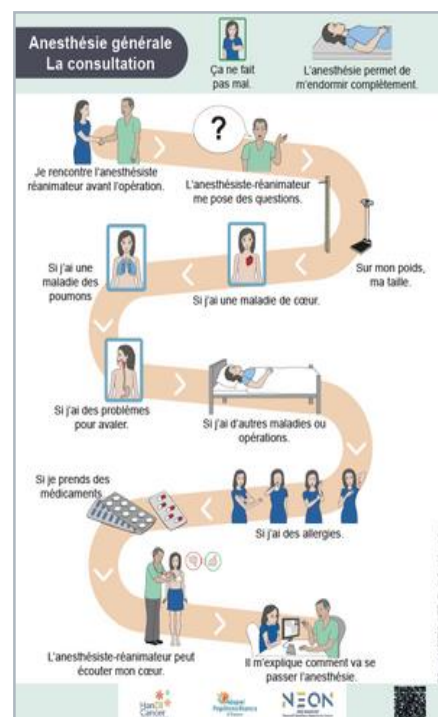 Anesthésie générale
La consultation
Ça ne fait
pas mal.
L'anesthésie permet de
m'endormir complètement.
?
Je rencontre l'anesthésiste
réanimateur avant l'opération.
L'anesthésiste-réanimateur
me pose des questions.
Sur mon poids,
ma taille.
Si j'ai une maladie de cœur.
Si j'ai une
maladie des
poumons
Si j'ai des problèmes
pour avaler.
Si j'ai d'autres maladies ou
opérations.
Si j'ai des allergies.
Si je prends des
médicaments
L'anesthésiste-réanimateur peut
écouter mon cœur.
Il m'explique comment va se
passer l'anesthésie.
Cancer
NEON